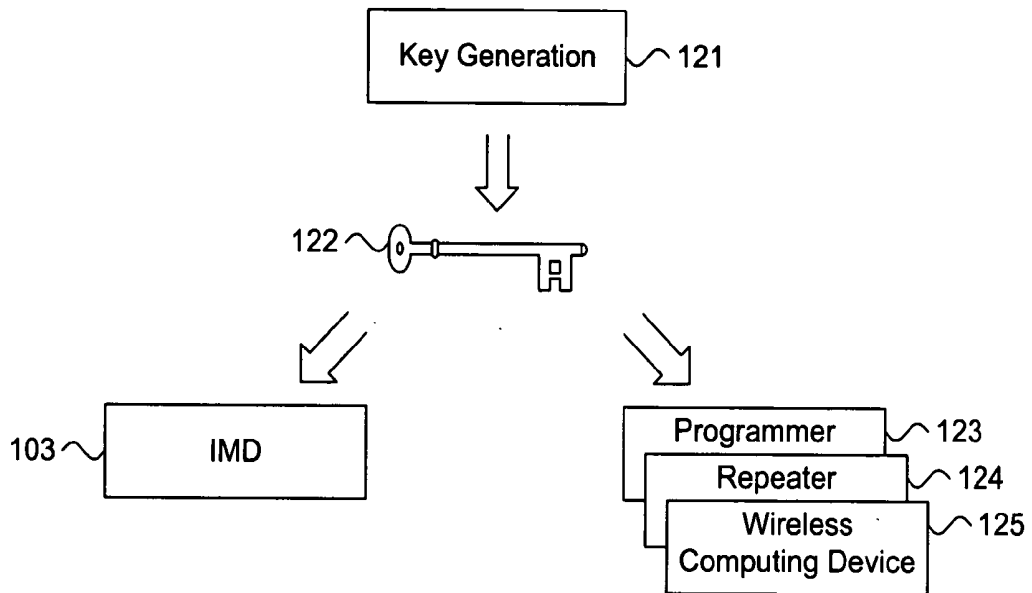 Key Generation
121
122
103
IMD
Programmer
123
Repeater
124
Wireless
Computing Device
125